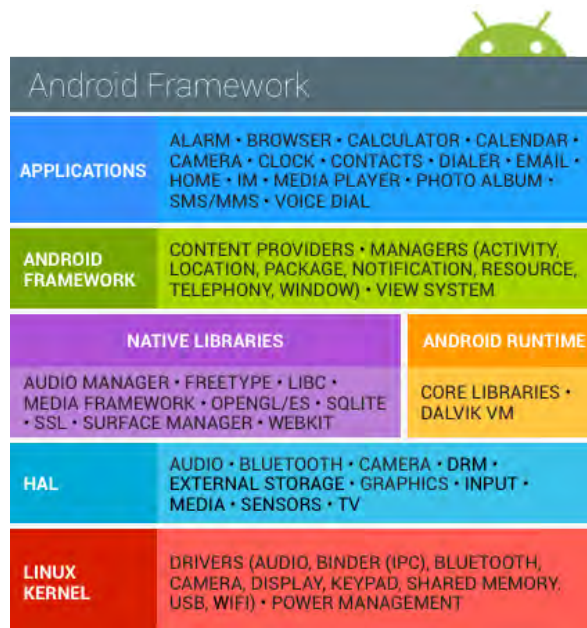 Android Framework
APPLICATIONS
ALARM • BROWSER • CALCULATOR • CALENDAR •
CAMERA • CLOCK • CONTACTS • DIALER • EMAIL •
HOME • IM • MEDIA PLAYER • PHOTO ALBUM •
SMS/MMS • VOICE DIAL
ANDROID
FRAMEWORK
CONTENT PROVIDERS • MANAGERS (ACTIVITY,
LOCATION, PACKAGE, NOTIFICATION, RESOURCE,
TELEPHONY, WINDOW) • VIEW SYSTEM
NATIVE LIBRARIES
AUDIO MANAGER • FREETYPE • LIBC •
MEDIA FRAMEWORK • OPENGL/ES • SQLITE
• SSL • SURFACE MANAGER • WEBKIT
ANDROID RUNTIME
CORE LIBRARIES •
DALVIK VM
HAL
AUDIO • BLUETOOTH • CAMERA • DRM •
EXTERNAL STORAGE • GRAPHICS • INPUT •
MEDIA • SENSORS • TV
LINUX
KERNEL
DRIVERS (AUDIO, BINDER (IPC), BLUETOOTH,
CAMERA, DISPLAY, KEYPAD, SHARED MEMORY,
USB, WIFI) • POWER MANAGEMENT